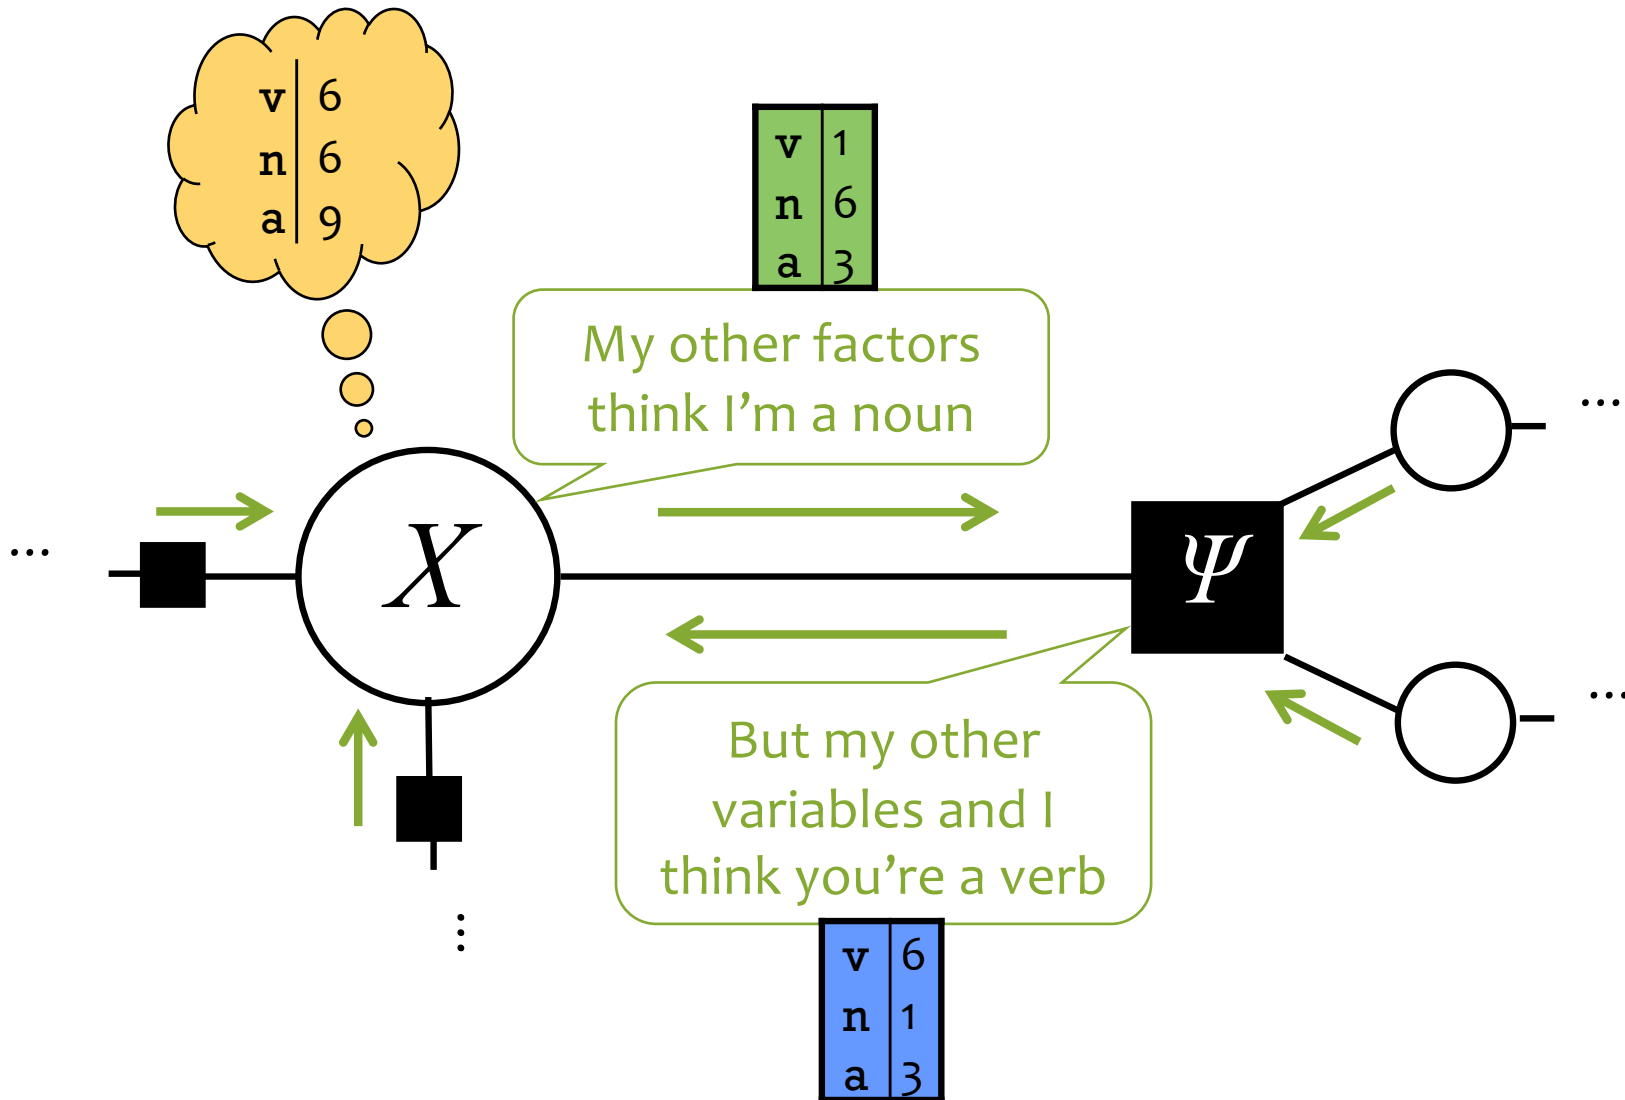 v 6
n 6
a 9
v 1
n 6
a 3
My other factors
think I'm a noun
...
...
X
Ψ
...
...
But my other
variables and I
think you're a verb
v 6
n 1
a 3